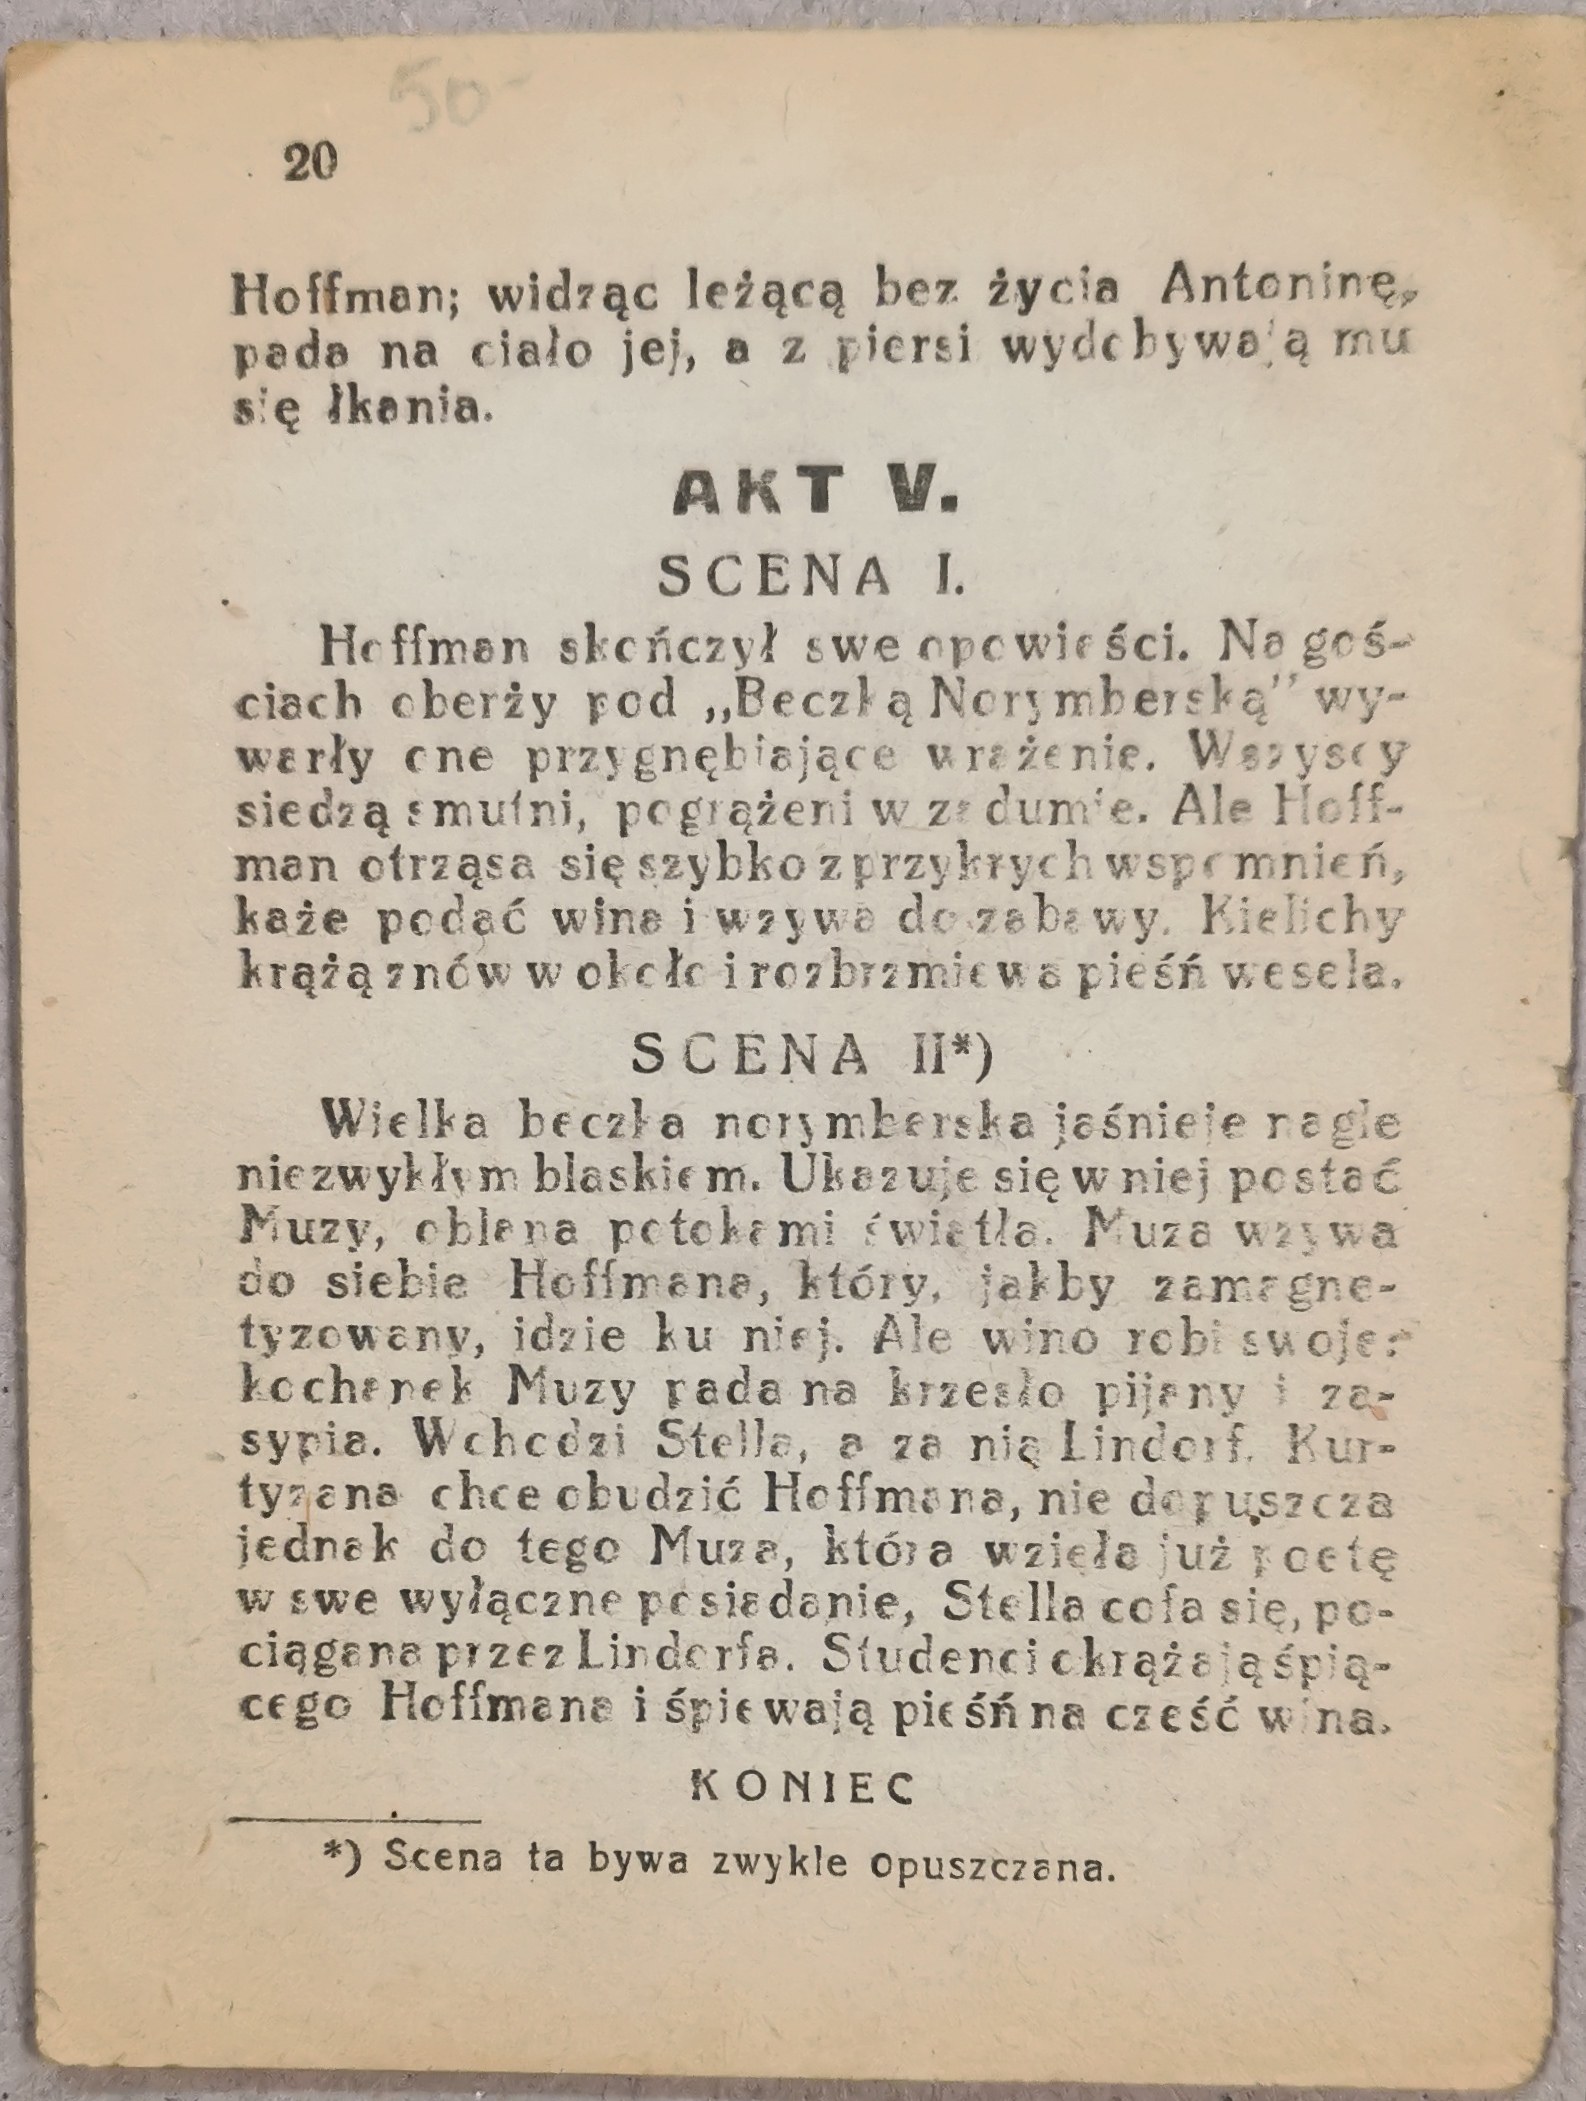 50-
20
Hoffman; widząc leżącą bez życia Antoninę,
pada na ciało jej, a z piersi wydobywają mu
się łkania.
AKT V.
SCENA I.
Hoffman skończył swe opowieści. Na goś-
ciach oberży pod „Beczką Norymberską” wy-
warły one przygnębiające wrażenie. Wszyscy
siedzą smutni, pogrążeni w zadumie. Ale Hoff-
man otrząsa się szybko z przykrych wspomnień,
każe podać wina i wzywa do zabawy. Kielichy
krążą znów w około i rozbrzmiewa pieśń wesela.
SCENA II*)
Wielka beczka norymberska jaśnieje nagle
niezwykłym blaskiem. Ukazuje się w niej postać
Muzy, oblana potokami światła. Muza wzywa
do siebie Hoffmana, który, jakby zamagne-
tyzowany, idzie ku niej. Ale wino robi swoje:
kochanek Muzy pada na krzesło pijany i za-
sypia. Wchodzi Stella, a za nią Lindorf. Kur-
tyzana chce obudzić Hoffmana, nie dopuszcza
jednak do tego Muza, która wzięła już poetę
w swe wyłączne posiadanie, Stella cofa się, po-
ciągana przez Lindorfa. Studenci okrążają śpią-
cego Hoffmana i śpiewają pieśń na cześć wina.
KONIEC
*) Scena ta bywa zwykle opuszczana.